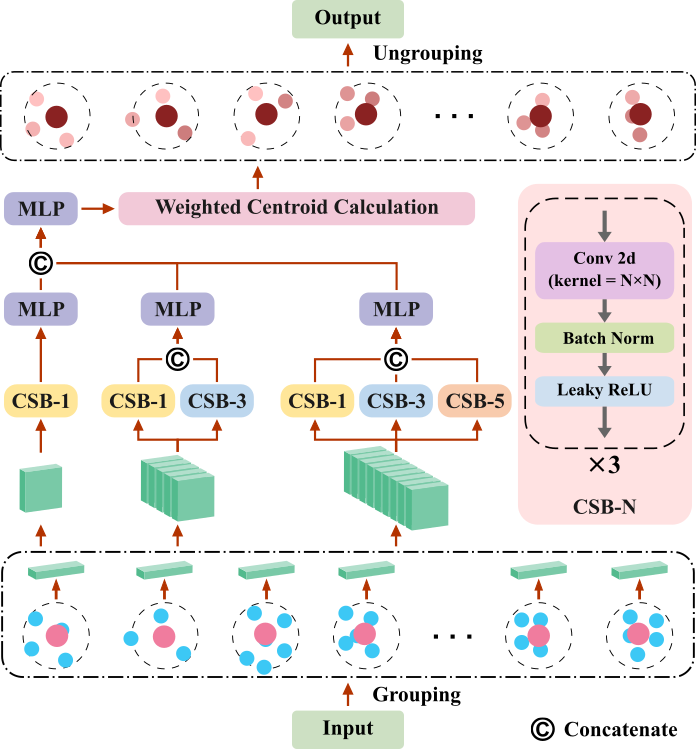 Output
Ungrouping
. . .
MLP
Weighted Centroid Calculation
©
MLP
MLP
MLP
©
©
CSB-1
CSB-1
CSB-3
CSB-1
CSB-3
CSB-5
Conv 2d
(kernel = N×N)
Batch Norm
Leaky ReLU
×3
CSB-N
. . .
Grouping
Input
© Concatenate